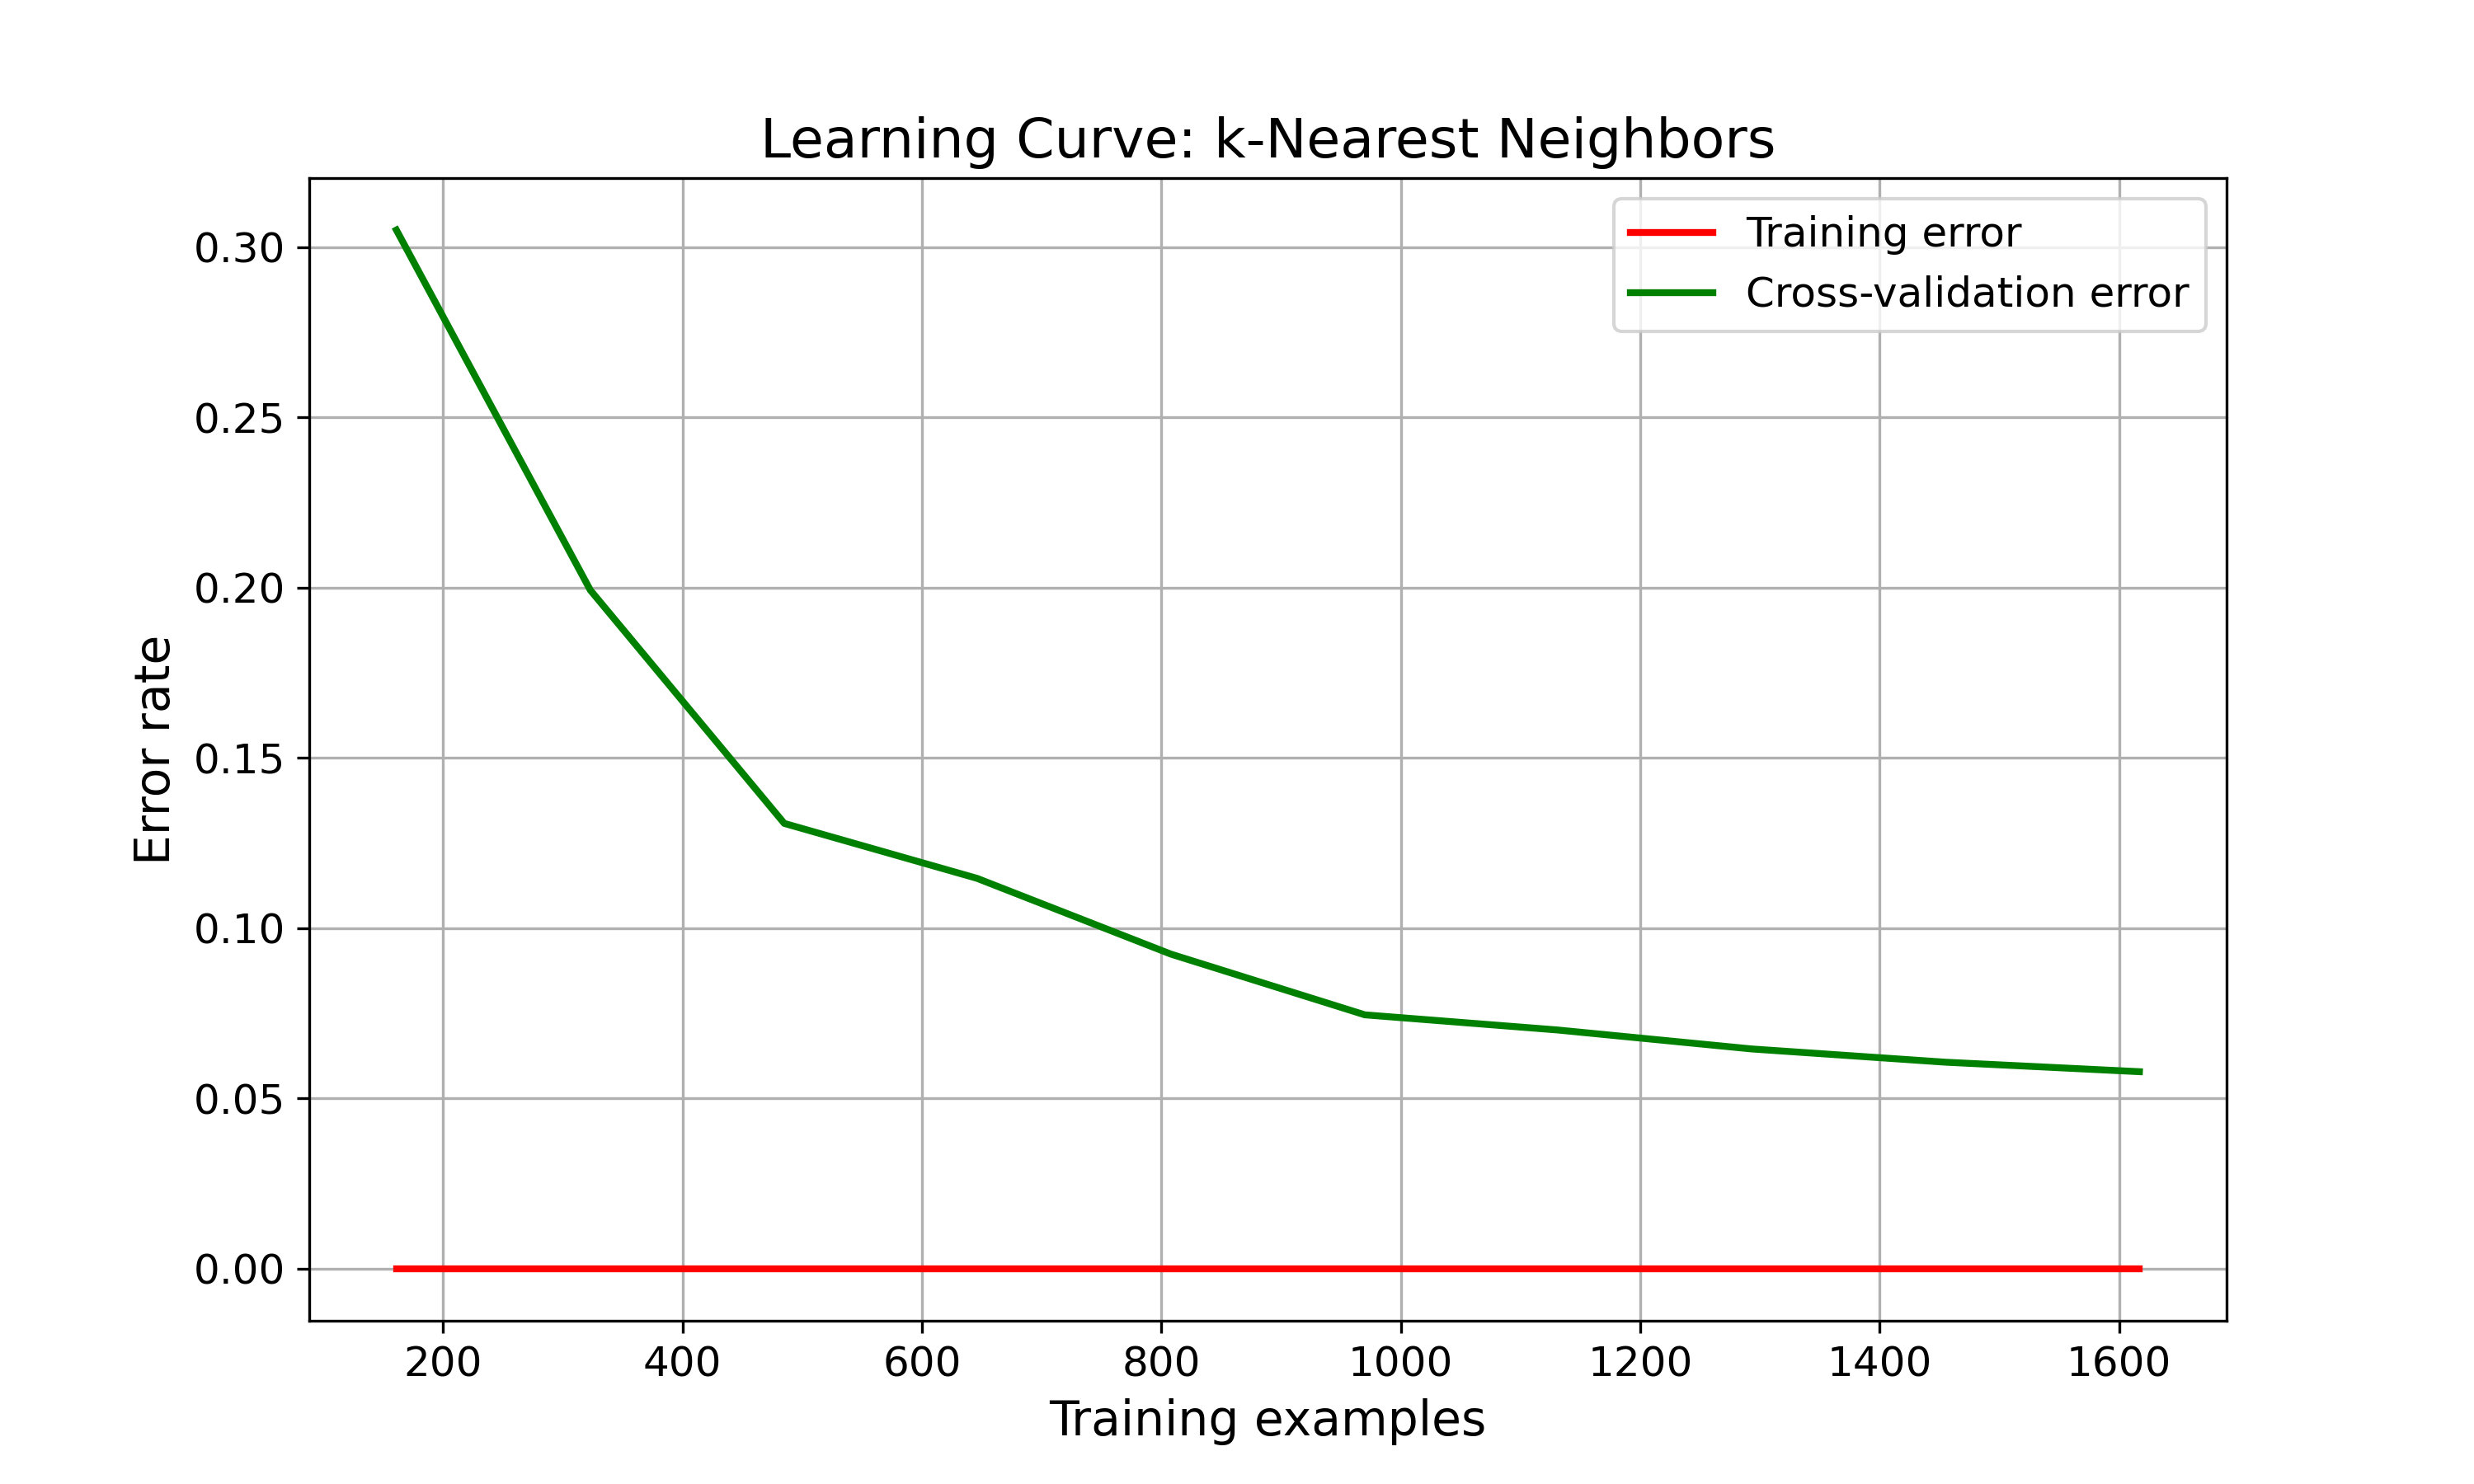 Learning Curve: k-Nearest Neighbors
Training error
Cross-validation error
0.30
0.25
0.20
0.15
0.10
0.05
0.00
Error rate
200 400 600 800 1000 1200 1400 1600
Training examples